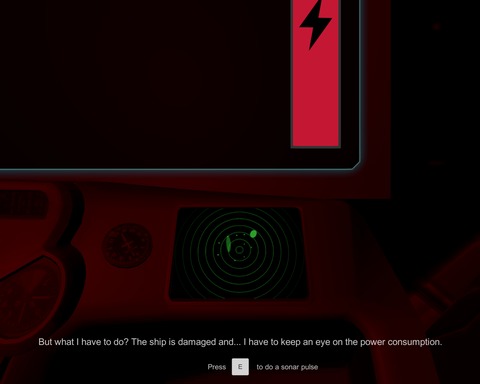 But what I have to do? The ship is damaged and... I have to keep an eye on the power consumption.
Press E to do a sonar pulse